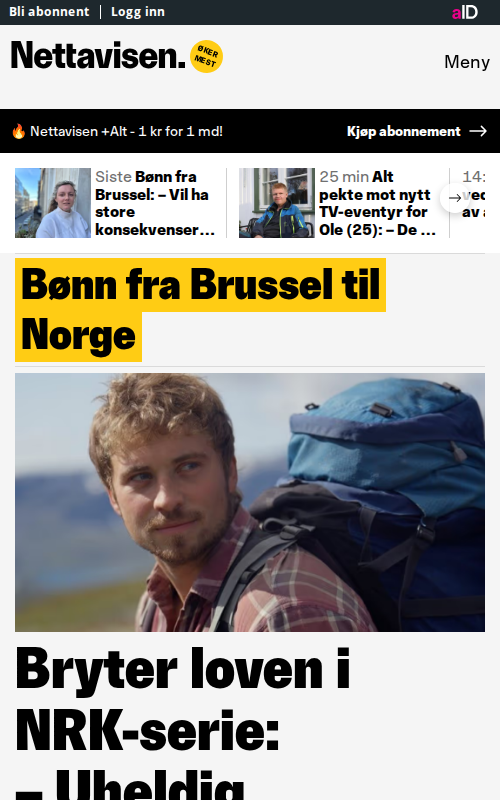 Bli abonnent | Logg inn
aID
Nettavisen.
ØKER
MEST
Meny
🔥 Nettavisen +Alt - 1 kr for 1 md!
Kjøp abonnement →
Siste Bønn fra
Brussel: – Vil ha
store
konsekvenser…
25 min Alt
pekte mot nytt
TV-eventyr for
Ole (25): – De …
14:
av
Bønn fra Brussel til
Norge
Bryter loven i
NRK-serie:
– Uheldig